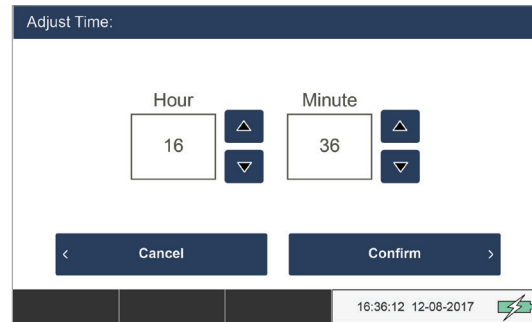 Adjust Time:
Hour Minute
16 36
< Cancel Confirm >
16:36:12 12-08-2017